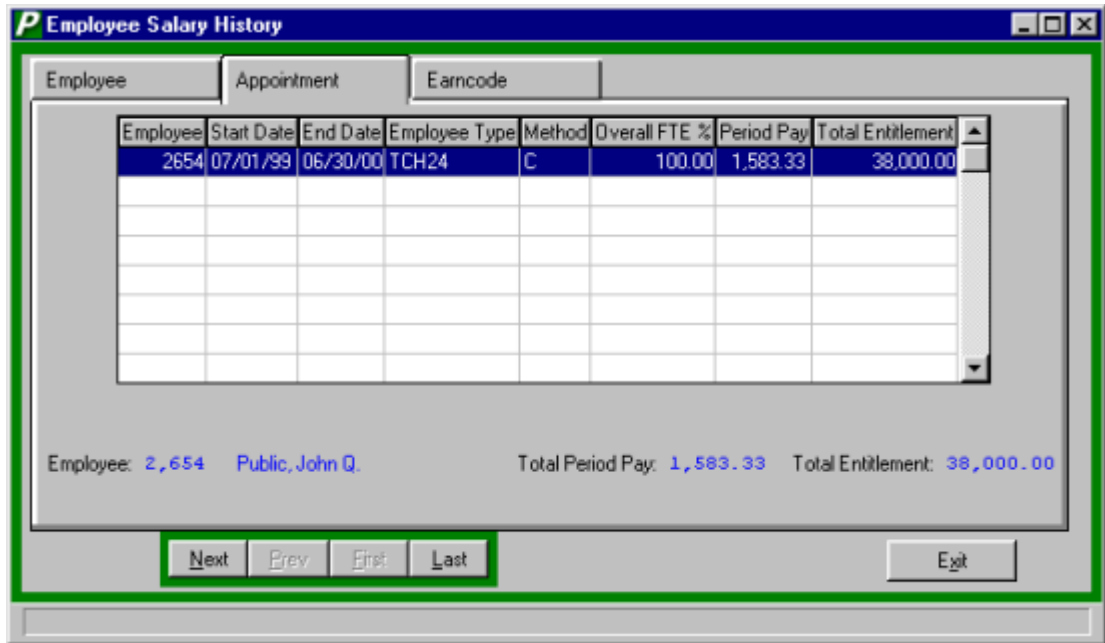 P Employee Salary History
Employee Appointment Earncode
Employee Start Date End Date Employee Type Method Overall FTE % Period Pay Total Entitlement
2654 07/01/99 06/30/00 TCH24 C 100.00 1,583.33 38,000.00
Employee: 2,654 Public, John Q. Total Period Pay: 1,583.33 Total Entitlement: 38,000.00
Next Prev First Last Exit